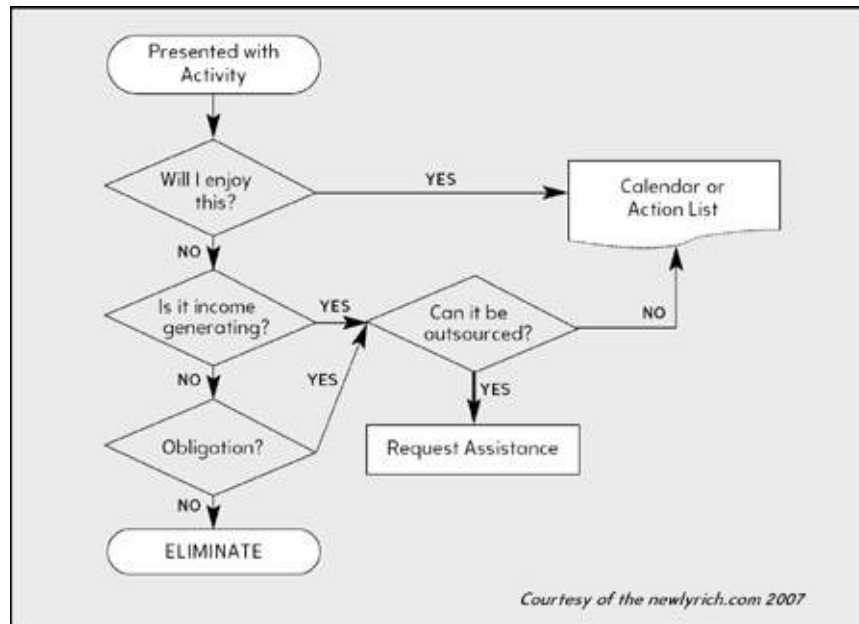 Presented with
Activity
Will I enjoy
this?
YES
Calendar or
Action List
NO
Is it income
generating?
YES
Can it be
outsourced?
NO
NO
YES
YES
Obligation?
Request Assistance
NO
ELIMINATE
Courtesy of the newlyrich.com 2007